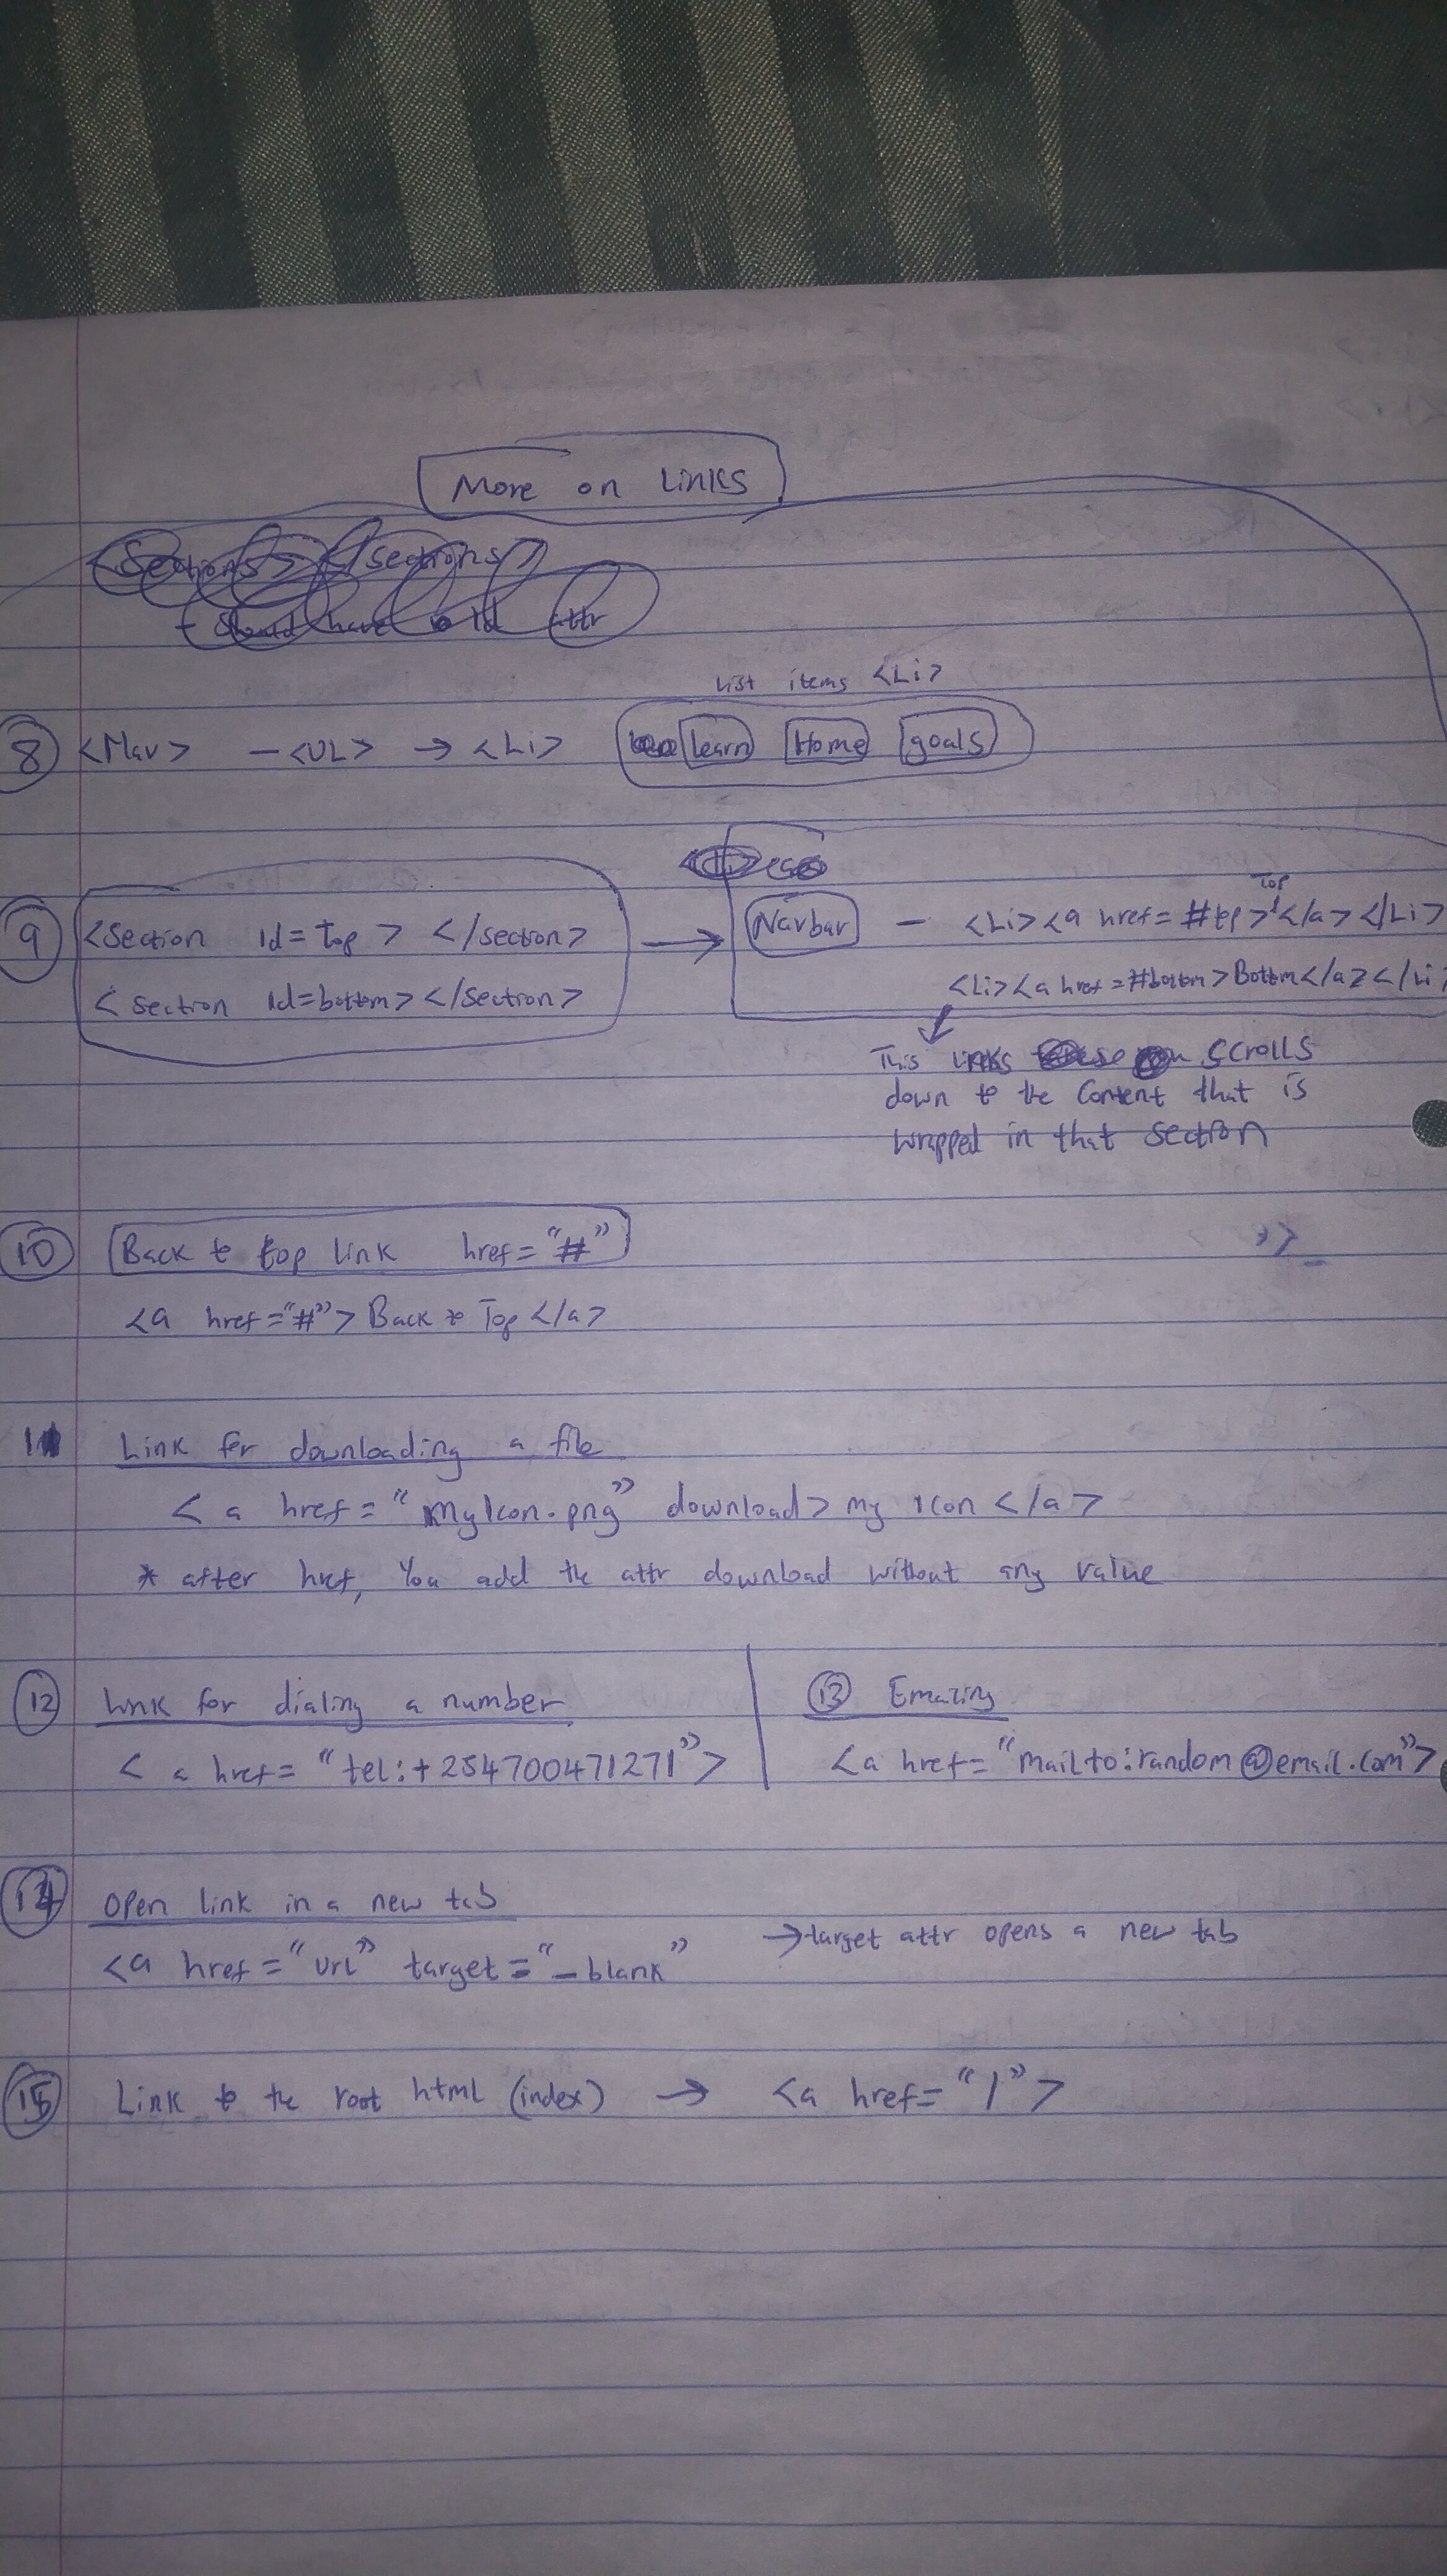 More on Links
<Sections> </sections>
- Should have Id attr
List items <Li>
8 <Nav> - <UL> → <Li> learn Home goals
9 <Section Id = Top > </section> → Navbar - <Li><a href = #top >Top</a></Li>
<section Id=bottom></section> <Li><a href = #bottom >Bottom</a></Li>
This links scrolls
down to the content that is
wrapped in that section
10 Back to top link href = "#"
<a href = "#"> Back to Top </a>
11 Link for downloading a file
< a href = "myIcon.png" download> my icon </a>
* after href, You add the attr download without any value
12 Link for dialing a number
< a href = "tel:+254700471271">
13 Emailing
<a href = "mailto:random@email.com">
14 Open link in a new tab
<a href = "url" target = "_blank" → target attr opens a new tab
15 Link to the root html (index) → <a href = "/">